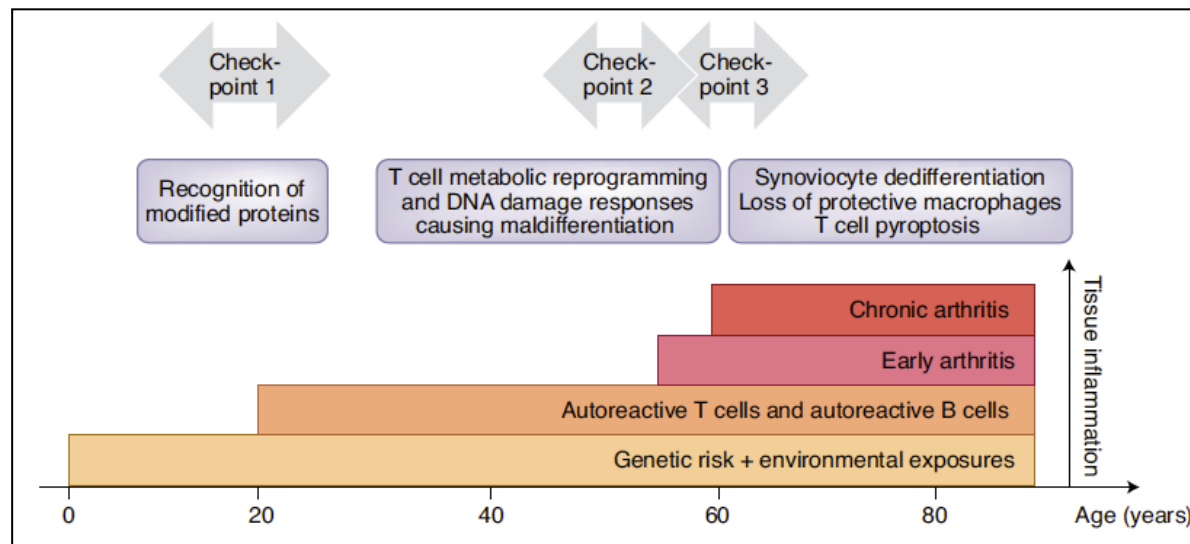 Check-
point 1
Check-
point 2
Check-
point 3
Recognition of
modified proteins
T cell metabolic reprogramming
and DNA damage responses
causing maldifferentiation
Synoviocyte dedifferentiation
Loss of protective macrophages
T cell pyroptosis
Chronic arthritis
Early arthritis
Autoreactive T cells and autoreactive B cells
Genetic risk + environmental exposures
Tissue inflammation
0 20 40 60 80 Age (years)